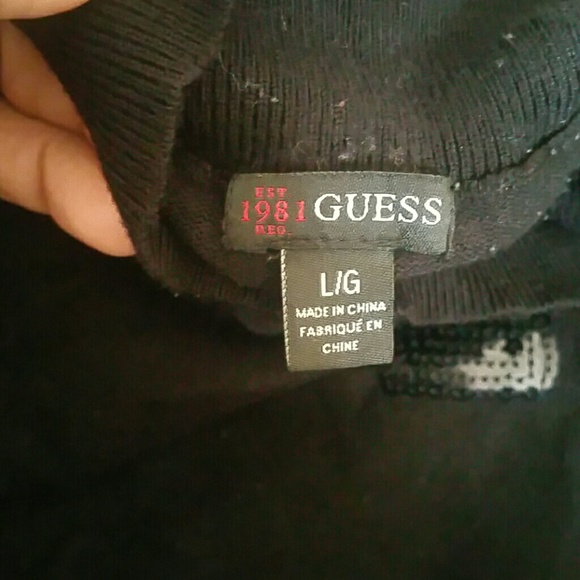 EST
1981 GUESS
REG.
L/G
MADE IN CHINA
FABRIQUÉ EN
CHINE